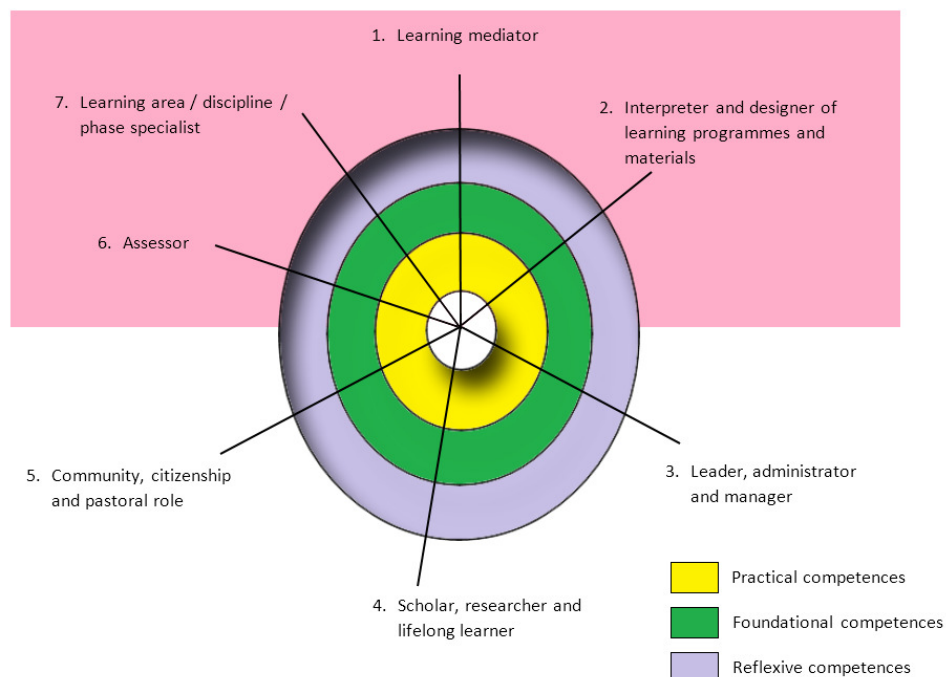 1. Learning mediator
7. Learning area / discipline /
phase specialist
2. Interpreter and designer of
learning programmes and
materials
6. Assessor
5. Community, citizenship
and pastoral role
3. Leader, administrator
and manager
4. Scholar, researcher and
lifelong learner
Practical competences
Foundational competences
Reflexive competences